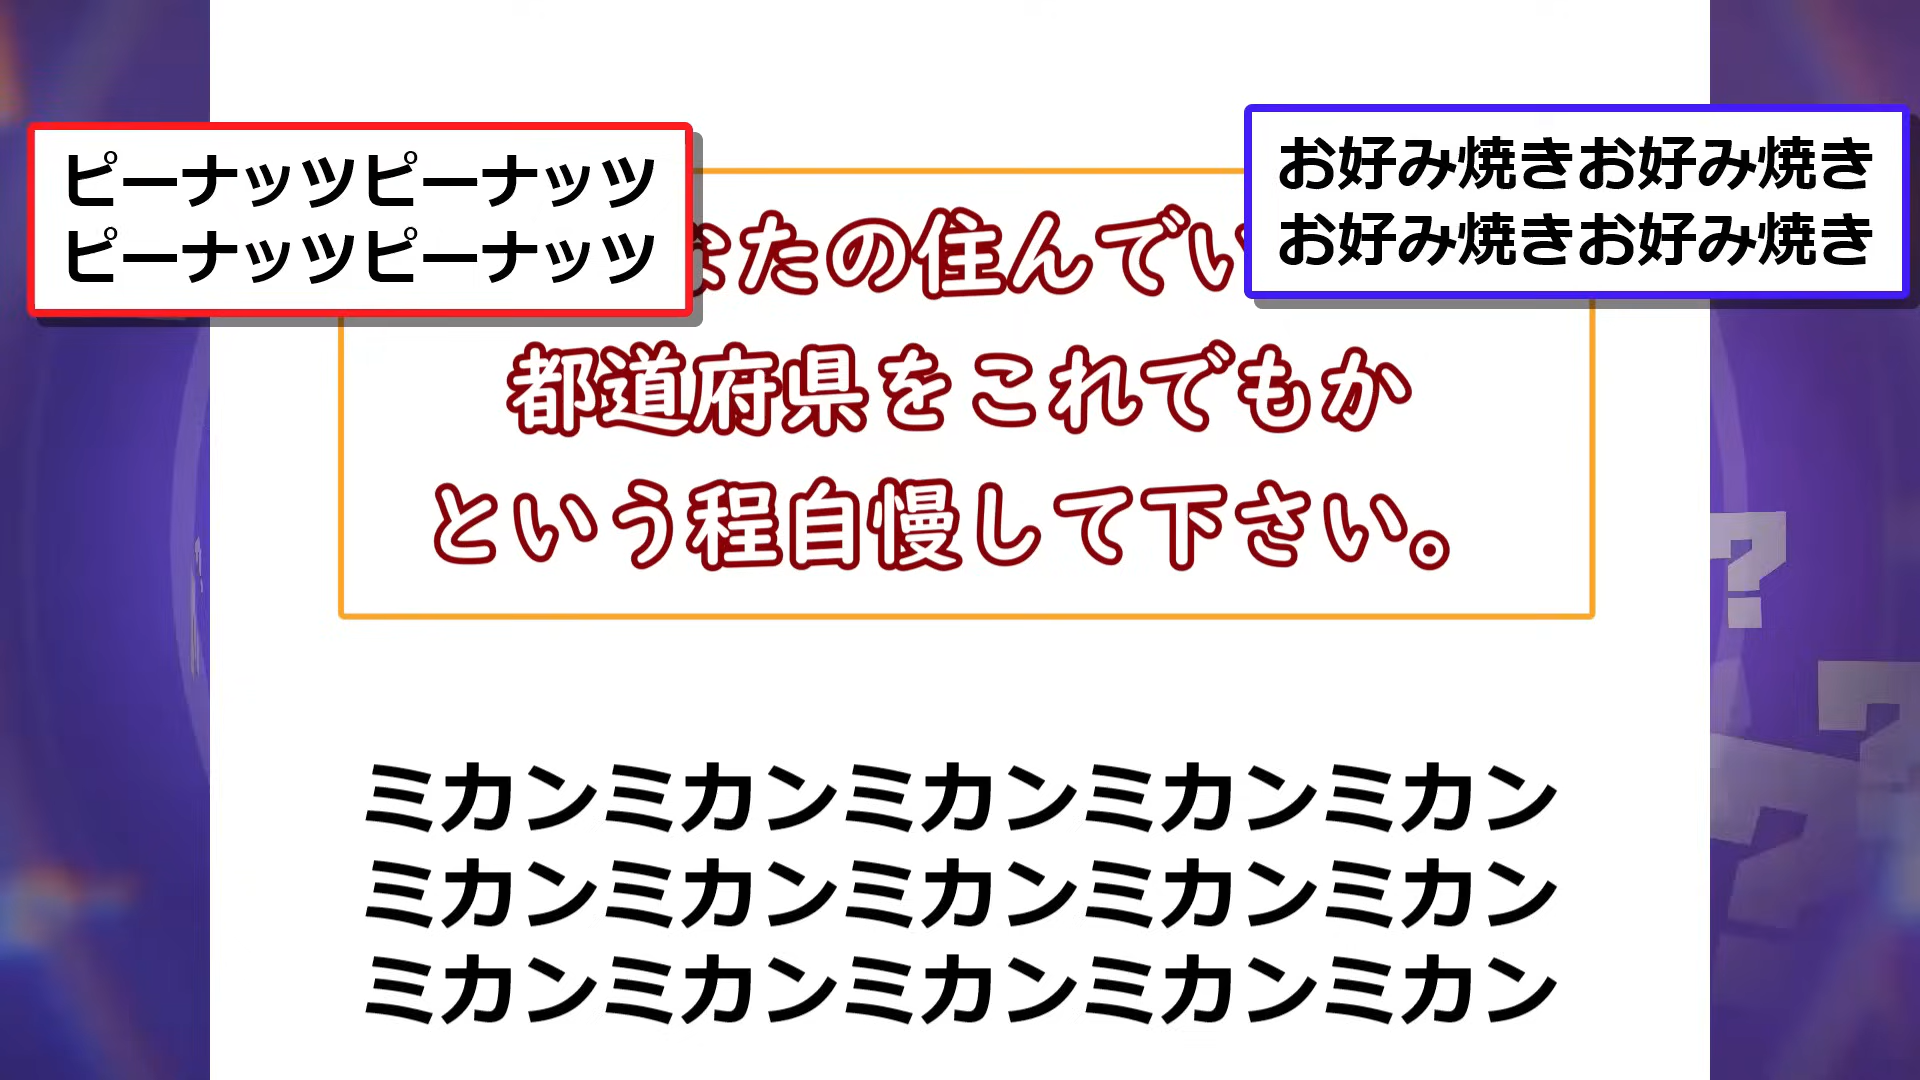 ピーナッツピーナッツ
ピーナッツピーナッツ
お好み焼きお好み焼き
お好み焼きお好み焼き
なたの住んでい
都道府県をこれでもか
という程自慢して下さい。
ミカンミカンミカンミカンミカン
ミカンミカンミカンミカンミカン
ミカンミカンミカンミカンミカン